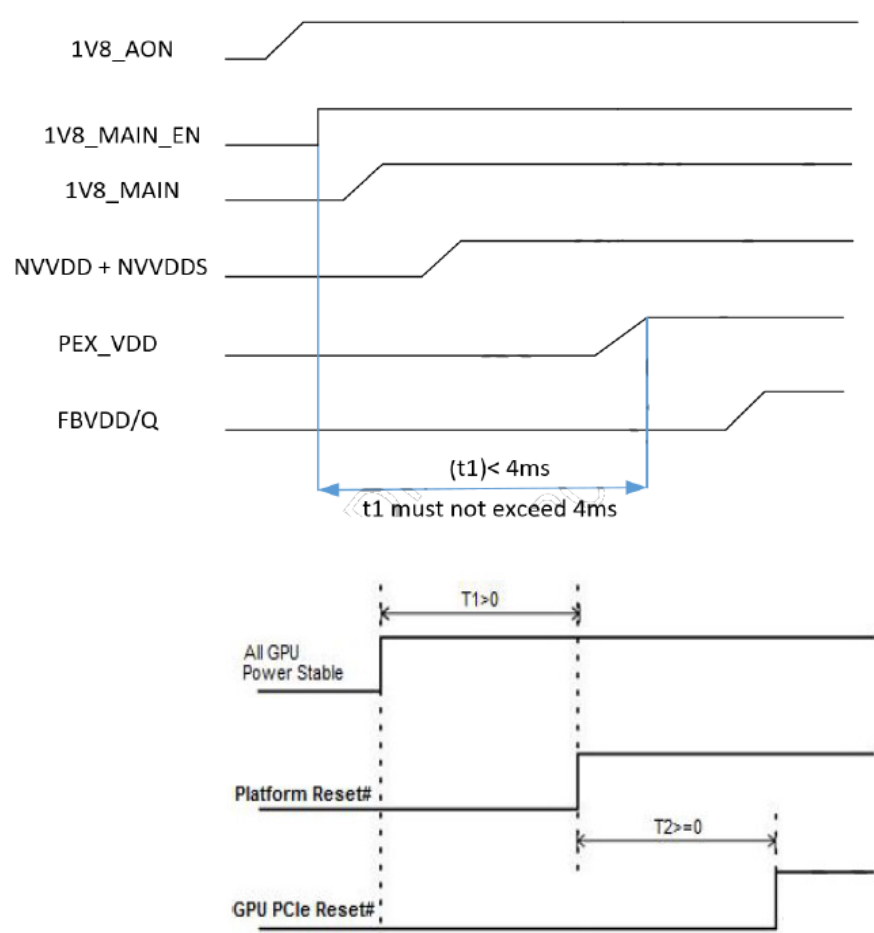 1V8_AON
1V8_MAIN_EN
1V8_MAIN
NVVDD + NVVDDS
PEX_VDD
FBVDD/Q
(t1)< 4ms
t1 must not exceed 4ms
T1>0
All GPU
Power Stable
Platform Reset#
T2>=0
GPU PCIe Reset#